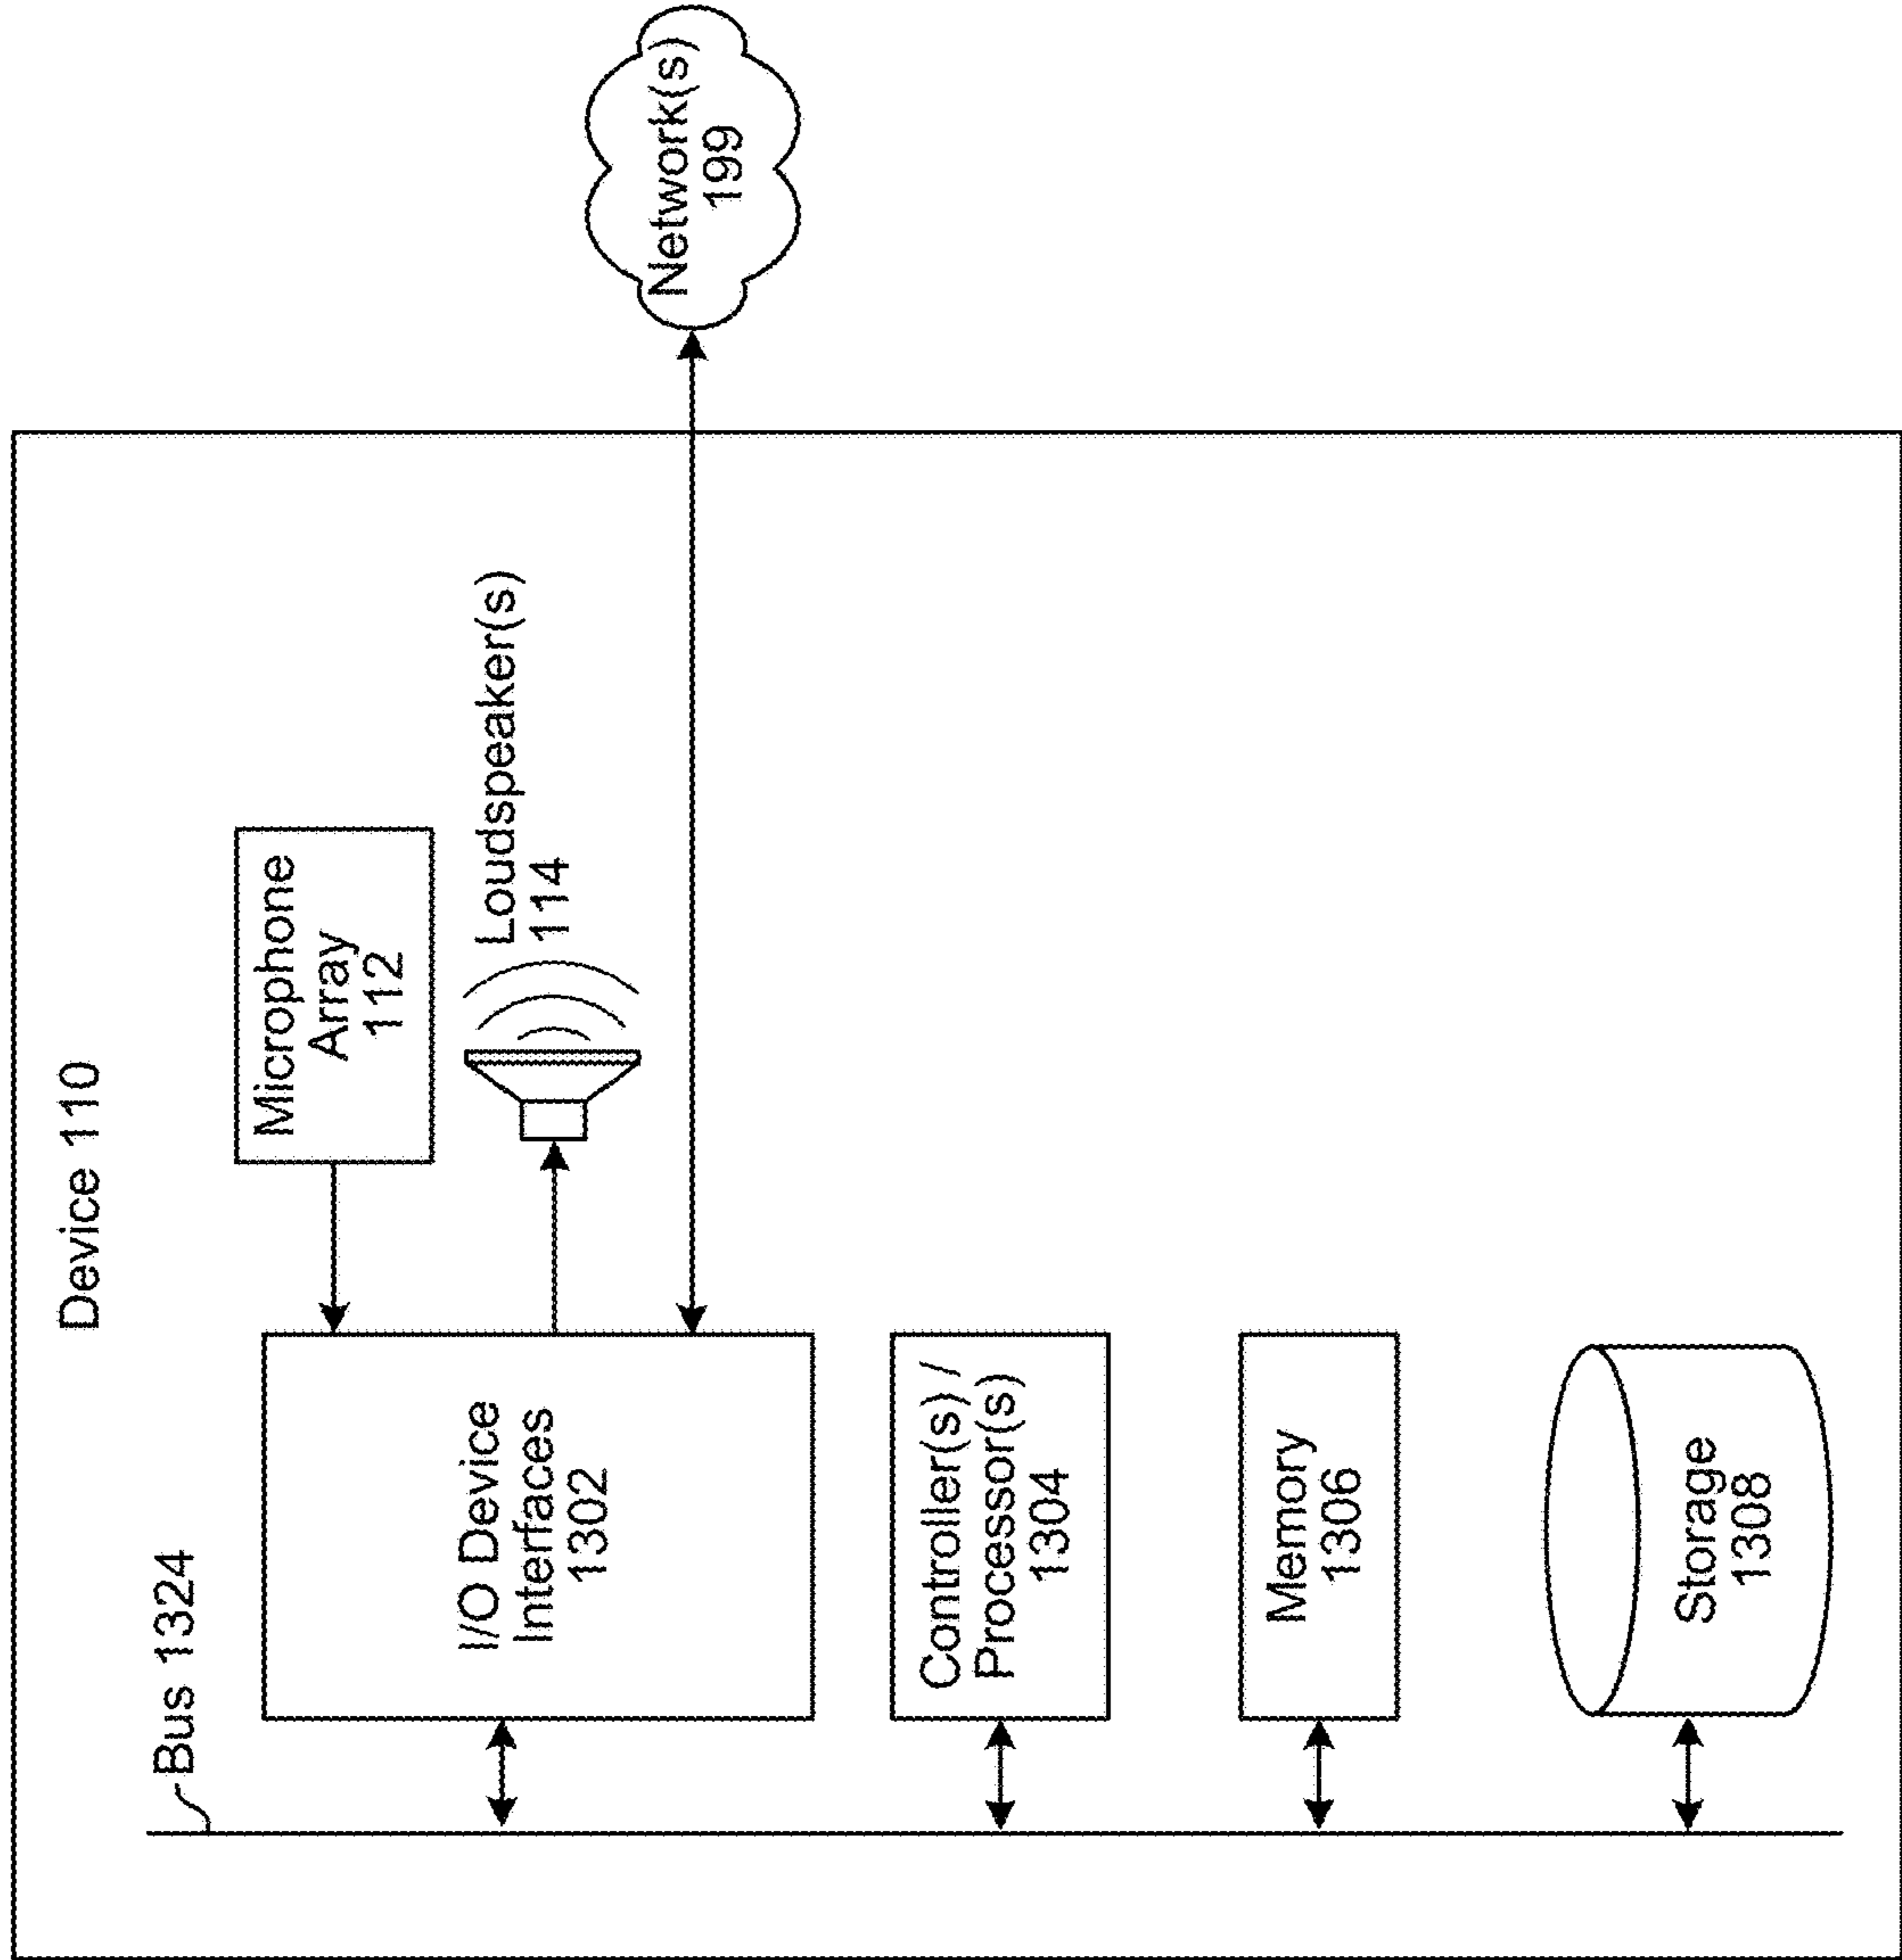 Device 110
Bus 1324
Microphone
Array
112
Loudspeaker(s)
114
I/O Device
Interfaces
1302
Network(s)
199
Controller(s) /
Processor(s)
1304
Memory
1306
Storage
1308